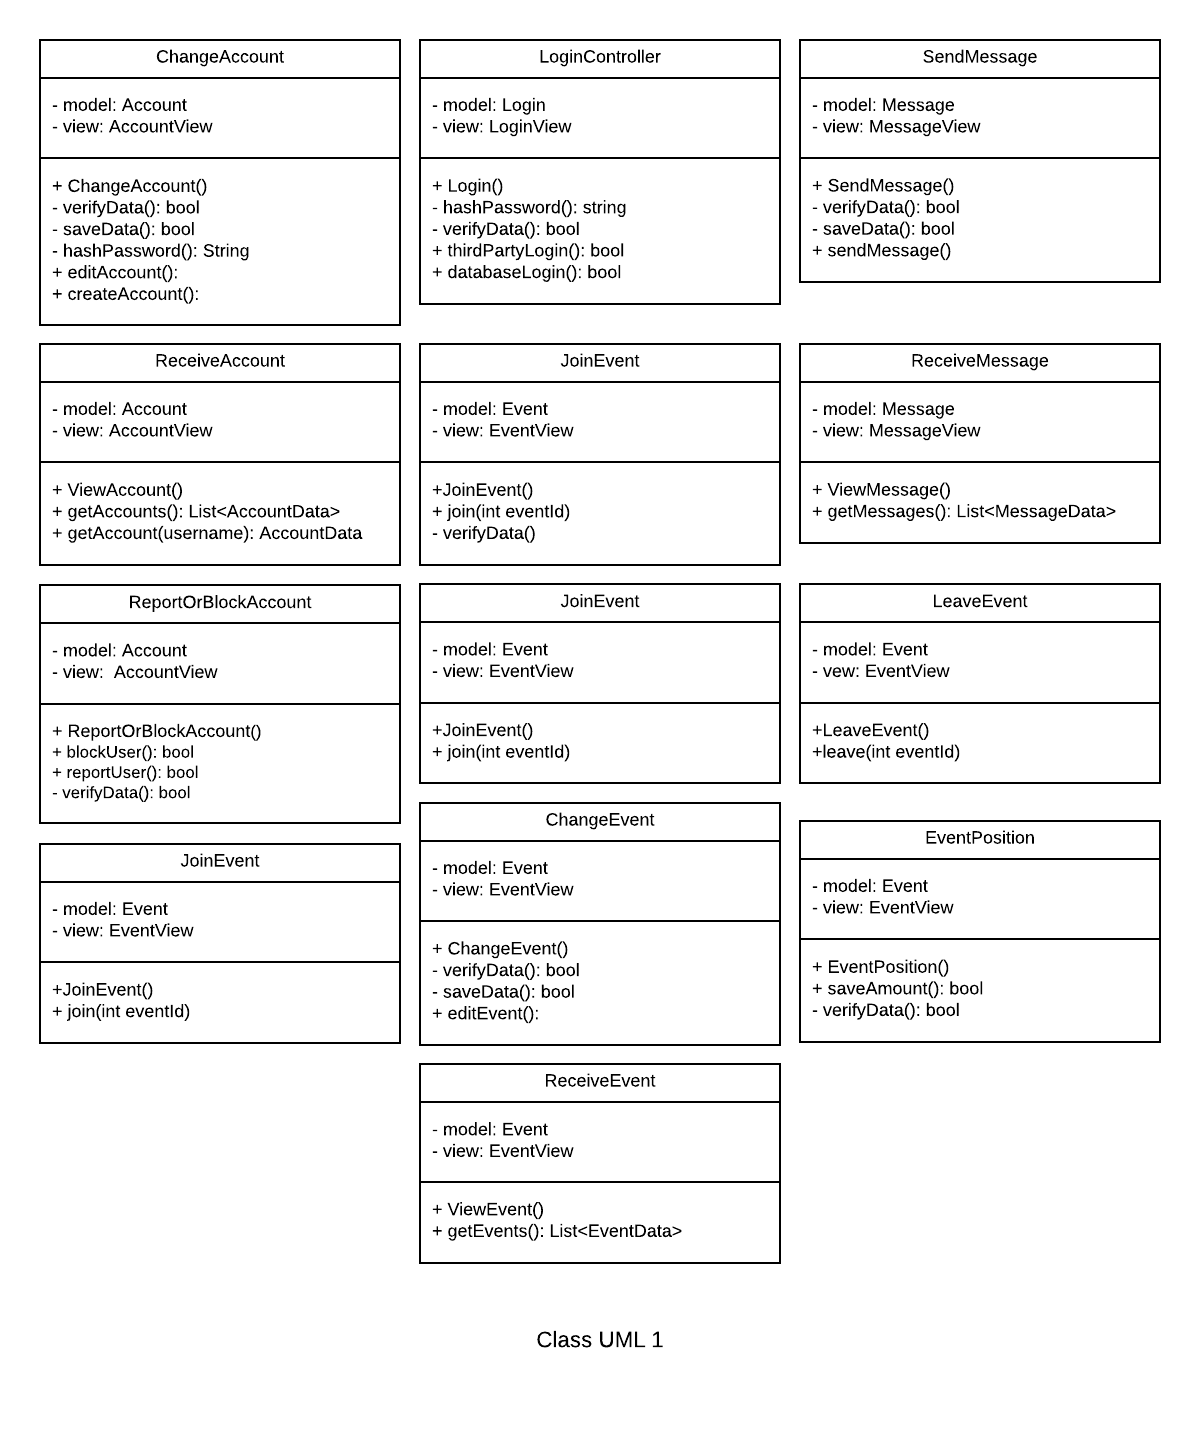 ChangeAccount
- model: Account
- view: AccountView
+ ChangeAccount()
- verifyData(): bool
- saveData(): bool
- hashPassword(): String
+ editAccount():
+ createAccount():
LoginController
- model: Login
- view: LoginView
+ Login()
- hashPassword(): string
- verifyData(): bool
+ thirdPartyLogin(): bool
+ databaseLogin(): bool
SendMessage
- model: Message
- view: MessageView
+ SendMessage()
- verifyData(): bool
- saveData(): bool
+ sendMessage()
ReceiveAccount
- model: Account
- view: AccountView
+ ViewAccount()
+ getAccounts(): List<AccountData>
+ getAccount(username): AccountData
JoinEvent
- model: Event
- view: EventView
+JoinEvent()
+ join(int eventId)
- verifyData()
ReceiveMessage
- model: Message
- view: MessageView
+ ViewMessage()
+ getMessages(): List<MessageData>
ReportOrBlockAccount
- model: Account
- view:  AccountView
+ ReportOrBlockAccount()
+ blockUser(): bool
+ reportUser(): bool
- verifyData(): bool
JoinEvent
- model: Event
- view: EventView
+JoinEvent()
+ join(int eventId)
LeaveEvent
- model: Event
- vew: EventView
+LeaveEvent()
+leave(int eventId)
JoinEvent
- model: Event
- view: EventView
+JoinEvent()
+ join(int eventId)
ChangeEvent
- model: Event
- view: EventView
+ ChangeEvent()
- verifyData(): bool
- saveData(): bool
+ editEvent():
EventPosition
- model: Event
- view: EventView
+ EventPosition()
+ saveAmount(): bool
- verifyData(): bool
ReceiveEvent
- model: Event
- view: EventView
+ ViewEvent()
+ getEvents(): List<EventData>
Class UML 1